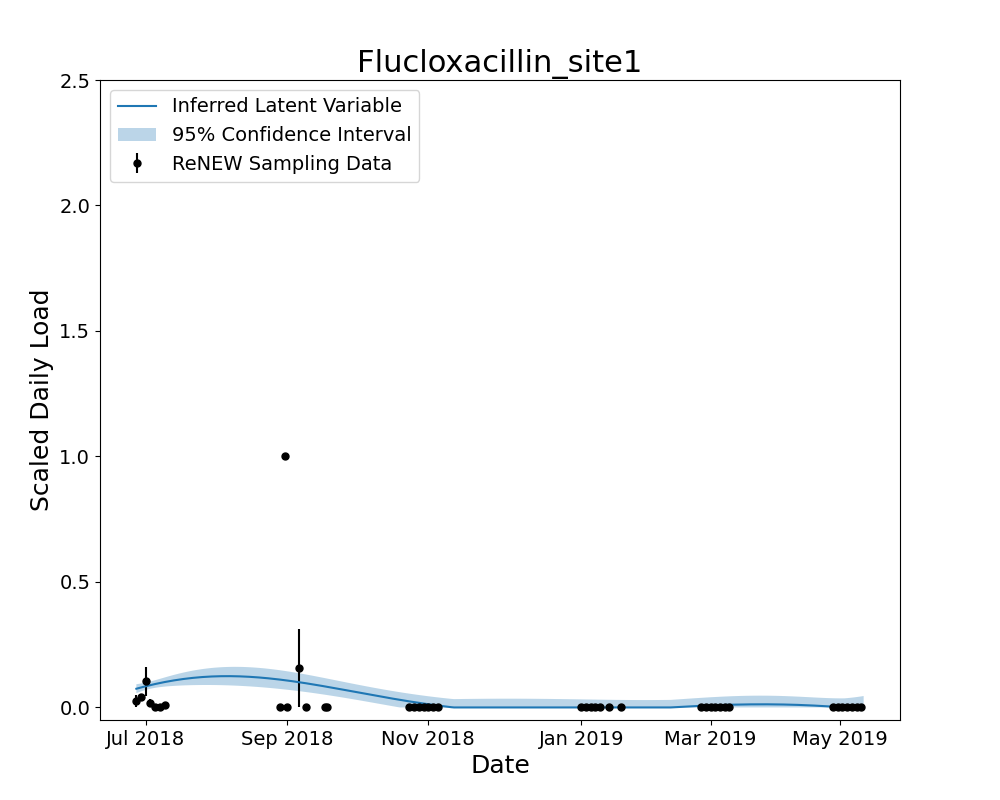 Flucloxacillin_site1
2.5
2.0
1.5
1.0
0.5
0.0
Scaled Daily Load
Inferred Latent Variable
95% Confidence Interval
ReNEW Sampling Data
Jul 2018 Sep 2018 Nov 2018 Jan 2019 Mar 2019 May 2019
Date